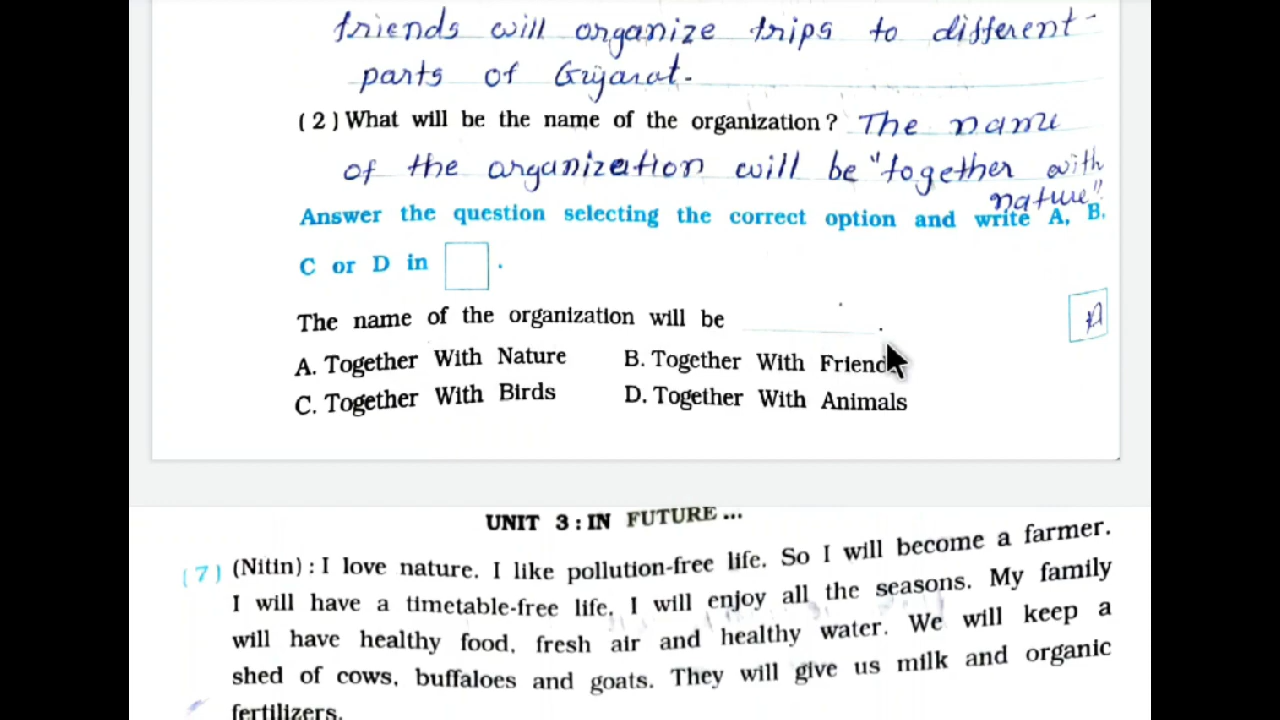 friends will organize trips to different
parts of Gujarat.
( 2 ) What will be the name of the organization ? The name
of the organization will be "together with
nature".
Answer the question selecting the correct option and write A, B,
C or D in .
The name of the organization will be .
A
A. Together With Nature B. Together With Friend
C. Together With Birds D. Together With Animals
UNIT 3 : IN FUTURE ...
( 7 ) (Nitin) : I love nature. I like pollution-free life. So I will become a farmer.
I will have a timetable-free life. I will enjoy all the seasons. My family
will have healthy food, fresh air and healthy water. We will keep a
shed of cows, buffaloes and goats. They will give us milk and organic
fertilizers.